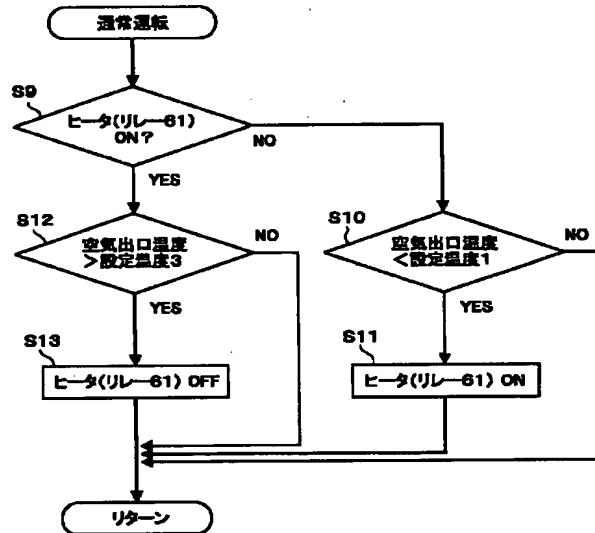 通常運転
S9
ヒータ(リレー61)
ON?
NO
YES
S12
空気出口温度
>設定温度3
NO
YES
S10
空気出口温度
<設定温度1
NO
YES
S13
ヒータ(リレー61) OFF
S11
ヒータ(リレー61) ON
リターン